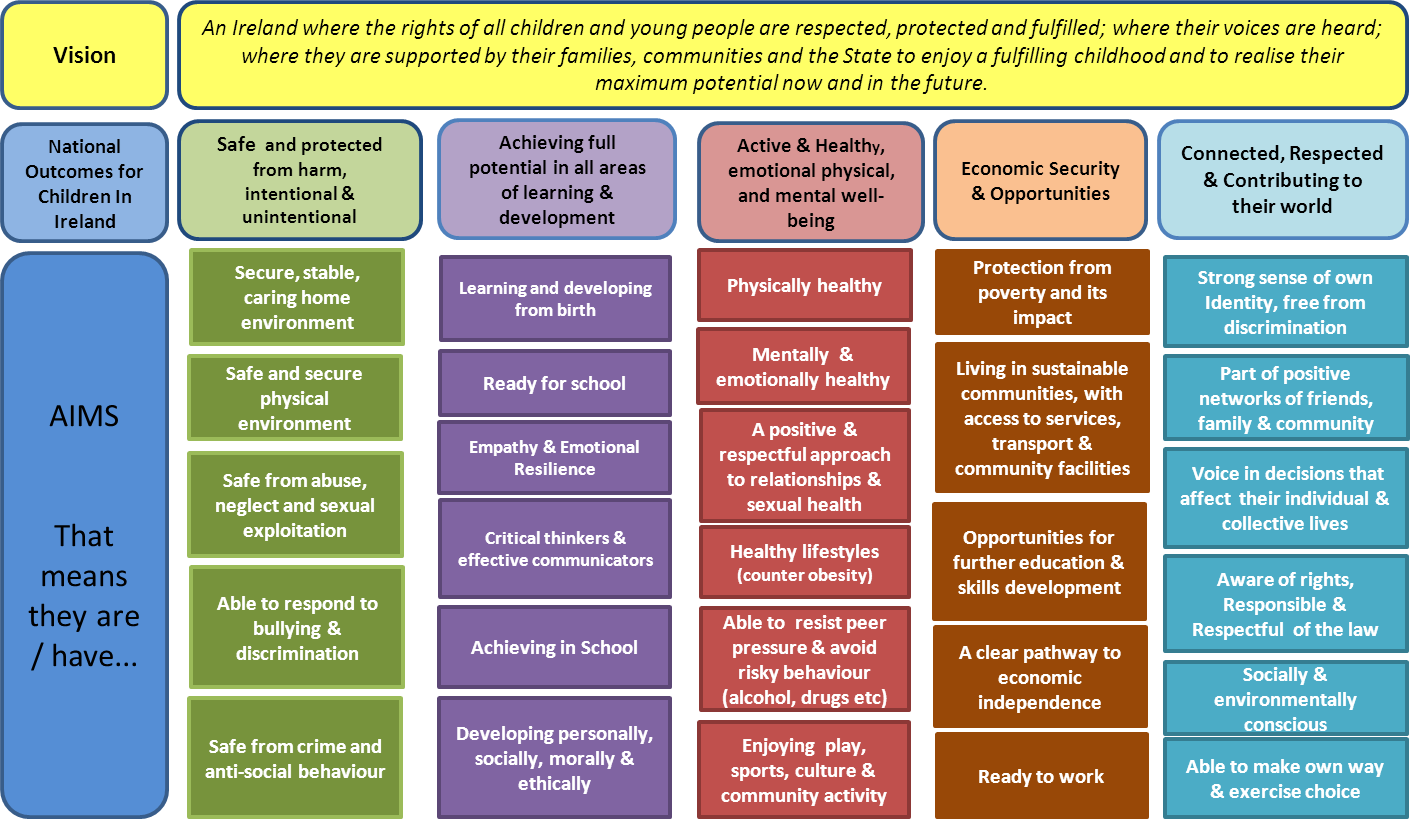 Vision
An Ireland where the rights of all children and young people are respected, protected and fulfilled; where their voices are heard;
where they are supported by their families, communities and the State to enjoy a fulfilling childhood and to realise their
maximum potential now and in the future.
National
Outcomes for
Children In
Ireland
Safe and protected
from harm,
intentional &
unintentional
Achieving full
potential in all areas
of learning &
development
Active & Healthy,
emotional physical,
and mental well-
being
Economic Security
& Opportunities
Connected, Respected
& Contributing to
their world
AIMS
That
means
they are
/ have...
Secure, stable,
caring home
environment
Safe and secure
physical
environment
Safe from abuse,
neglect and sexual
exploitation
Able to respond to
bullying &
discrimination
Safe from crime and
anti-social behaviour
Learning and developing
from birth
Ready for school
Empathy & Emotional
Resilience
Critical thinkers &
effective communicators
Achieving in School
Developing personally,
socially, morally &
ethically
Physically healthy
Mentally &
emotionally healthy
A positive &
respectful approach
to relationships &
sexual health
Healthy lifestyles
(counter obesity)
Able to resist peer
pressure & avoid
risky behaviour
(alcohol, drugs etc)
Enjoying play,
sports, culture &
community activity
Protection from
poverty and its
impact
Living in sustainable
communities, with
access to services,
transport &
community facilities
Opportunities for
further education &
skills development
A clear pathway to
economic
independence
Ready to work
Strong sense of own
Identity, free from
discrimination
Part of positive
networks of friends,
family & community
Voice in decisions that
affect their individual &
collective lives
Aware of rights,
Responsible &
Respectful of the law
Socially &
environmentally
conscious
Able to make own way
& exercise choice